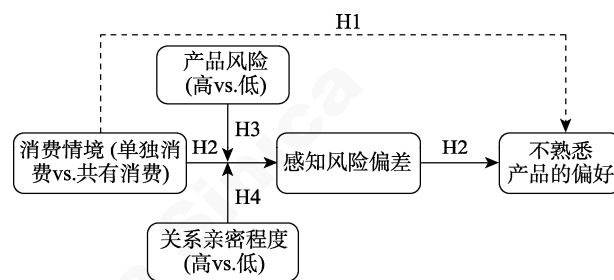 H1
产品风险
(高vs.低)
H3
消费情境 (单独消
费vs.共有消费)
H2
感知风险偏差
H2
不熟悉
产品的偏好
H4
关系亲密程度
(高vs.低)